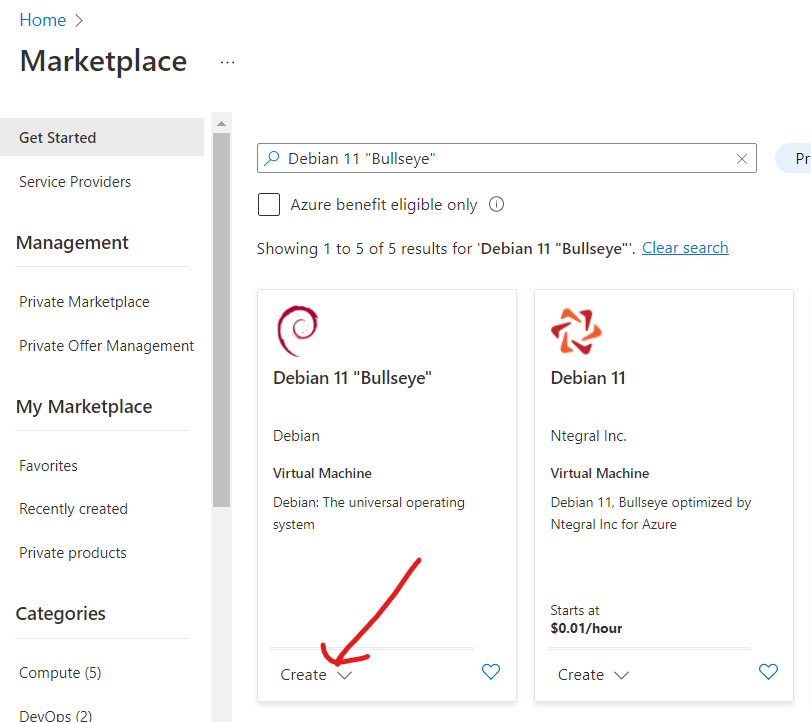 Home
Marketplace
Get Started
Service Providers
Management
Private Marketplace
Private Offer Management
My Marketplace
Favorites
Recently created
Private products
Categories
Compute (5)
DevOps (2)
Debian 11 "Bullseye"
Pr
Azure benefit eligible only
Showing 1 to 5 of 5 results for 'Debian 11 "Bullseye"'. Clear search
Debian 11 "Bullseye"
Debian
Virtual Machine
Debian: The universal operating
system
Create
Debian 11
Ntegral Inc.
Virtual Machine
Debian 11, Bullseye optimized by
Ntegral Inc for Azure
Starts at
$0.01/hour
Create